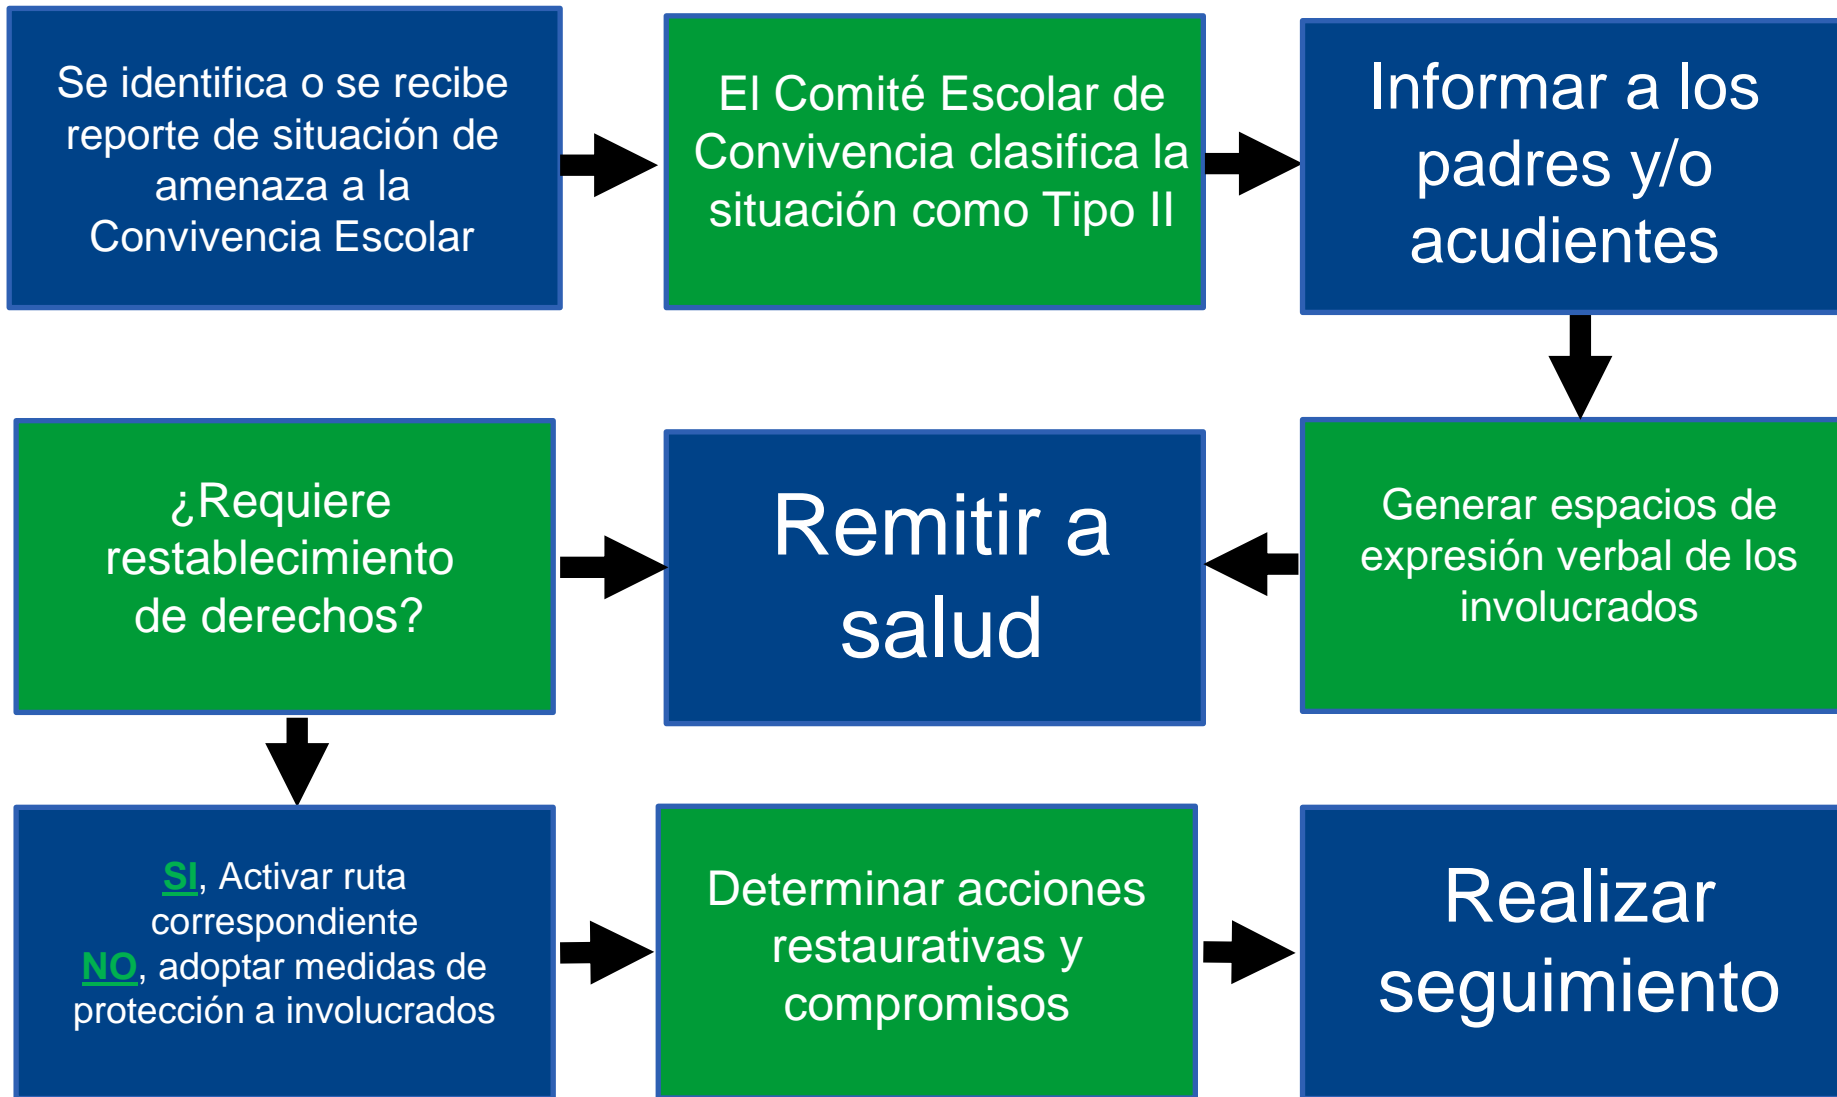 Se identifica o se recibe
reporte de situación de
amenaza a la
Convivencia Escolar
El Comité Escolar de
Convivencia clasifica la
situación como Tipo II
Informar a los
padres y/o
acudientes
¿Requiere
restablecimiento
de derechos?
Remitir a
salud
Generar espacios de
expresión verbal de los
involucrados
SI, Activar ruta
correspondiente
NO, adoptar medidas de
protección a involucrados
Determinar acciones
restaurativas y
compromisos
Realizar
seguimiento